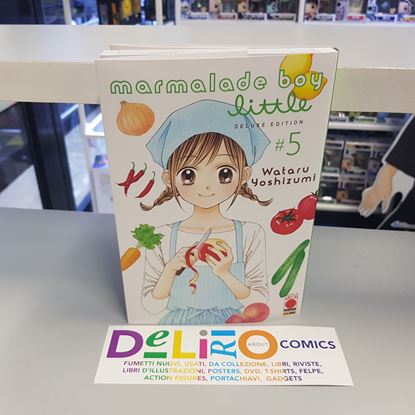 marmalade boy
little
DELUXE EDITION
#5
Wataru
Yoshizumi
DELIRIO
ABOUT
COMICS
FUMETTI NUOVI, USATI, DA COLLEZIONE, LIBRI, RIVISTE,
LIBRI D'ILLUSTRAZIONI, POSTERS, DVD, T-SHIRTS, FELPE,
ACTION FIGURES, PORTACHIAVI, GADGETS